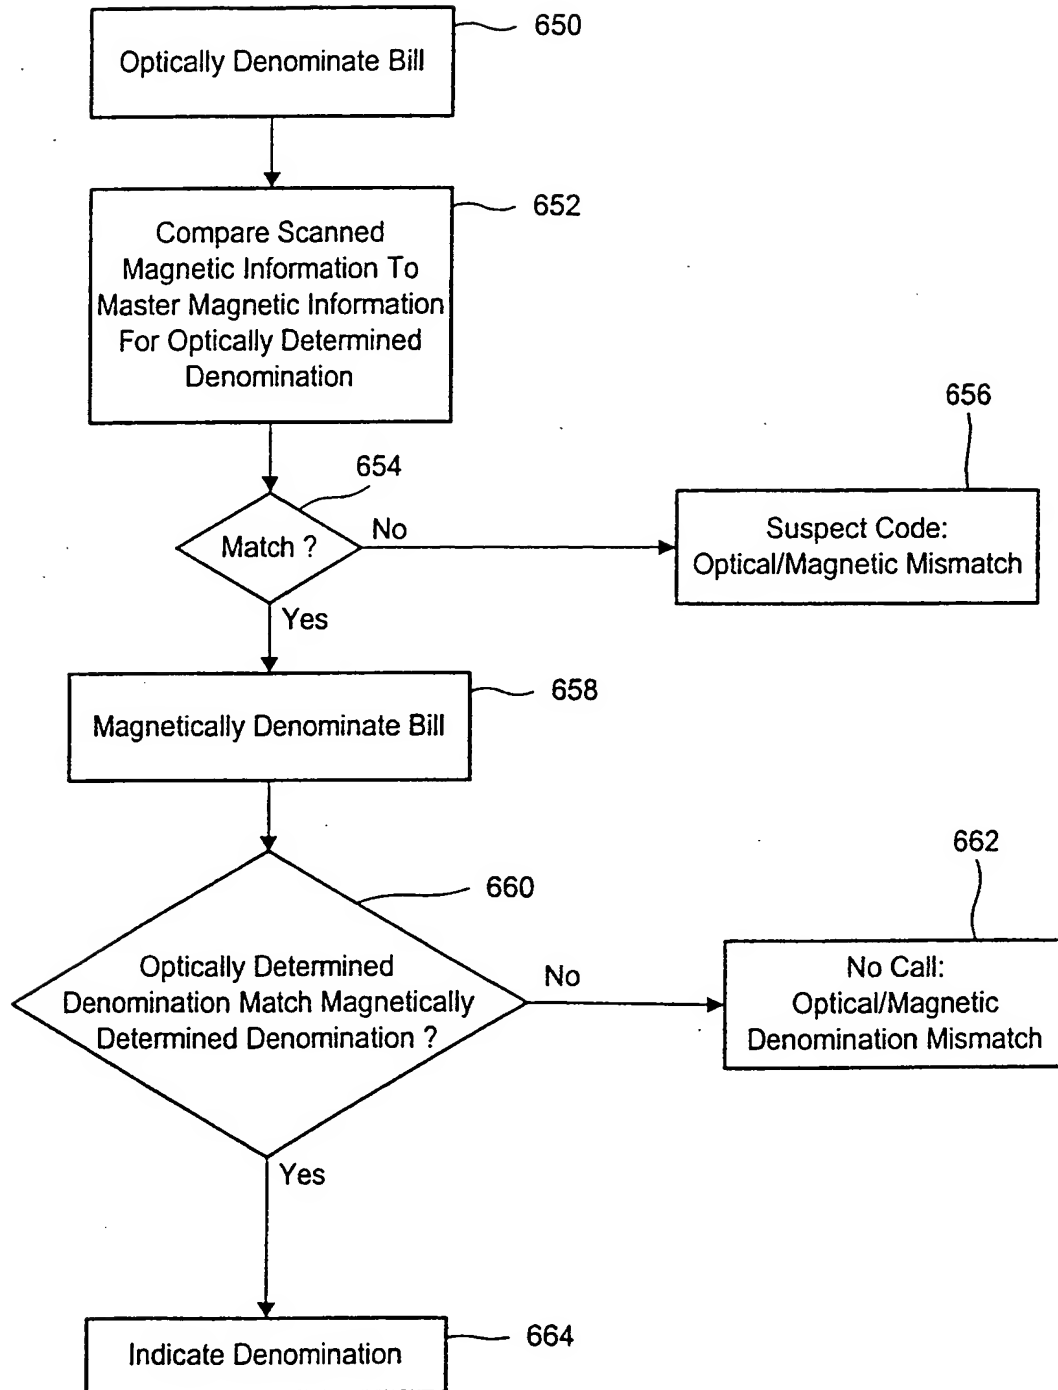 650
Optically Denominate Bill
652
Compare Scanned
Magnetic Information To
Master Magnetic Information
For Optically Determined
Denomination
656
654
Match ?
No
Suspect Code:
Optical/Magnetic Mismatch
Yes
658
Magnetically Denominate Bill
662
660
Optically Determined
Denomination Match Magnetically
Determined Denomination ?
No
No Call:
Optical/Magnetic
Denomination Mismatch
Yes
664
Indicate Denomination